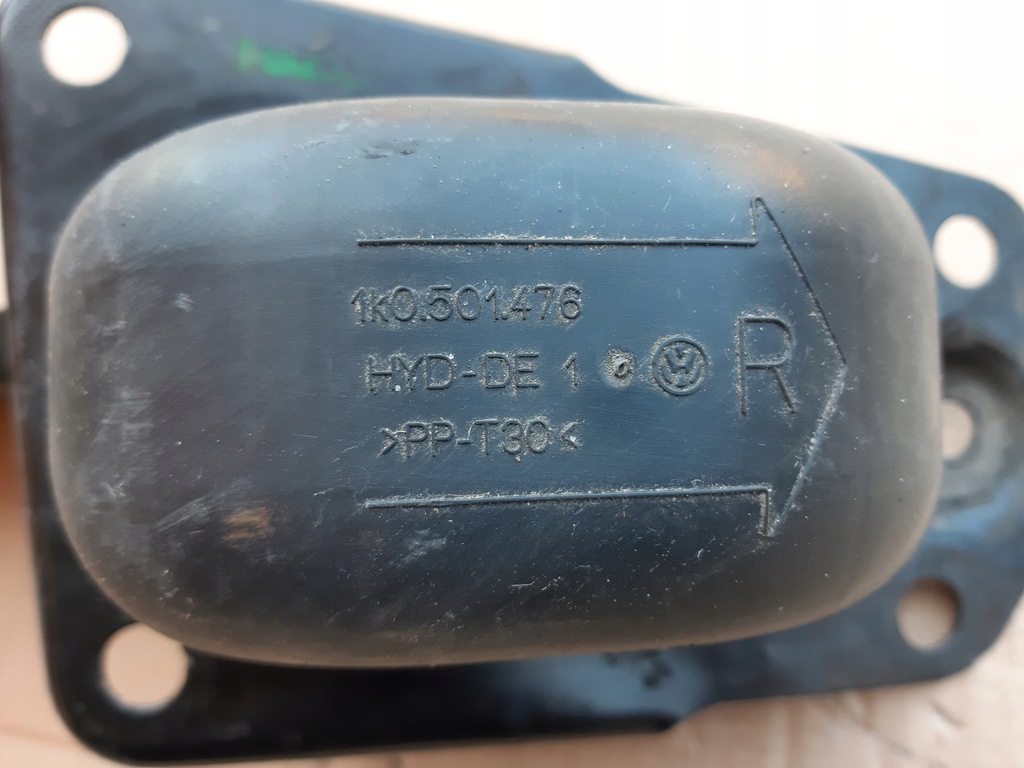 1k0.501.476
HYD-DE 1
R
>PP-T30<